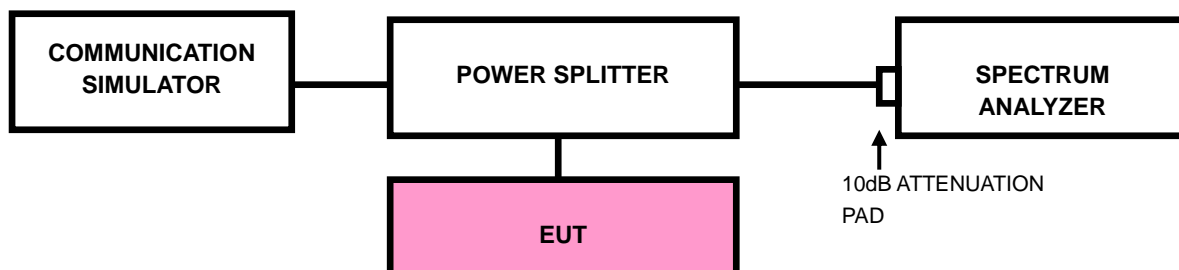 COMMUNICATION
SIMULATOR
POWER SPLITTER
SPECTRUM
ANALYZER
10dB ATTENUATION
PAD
EUT